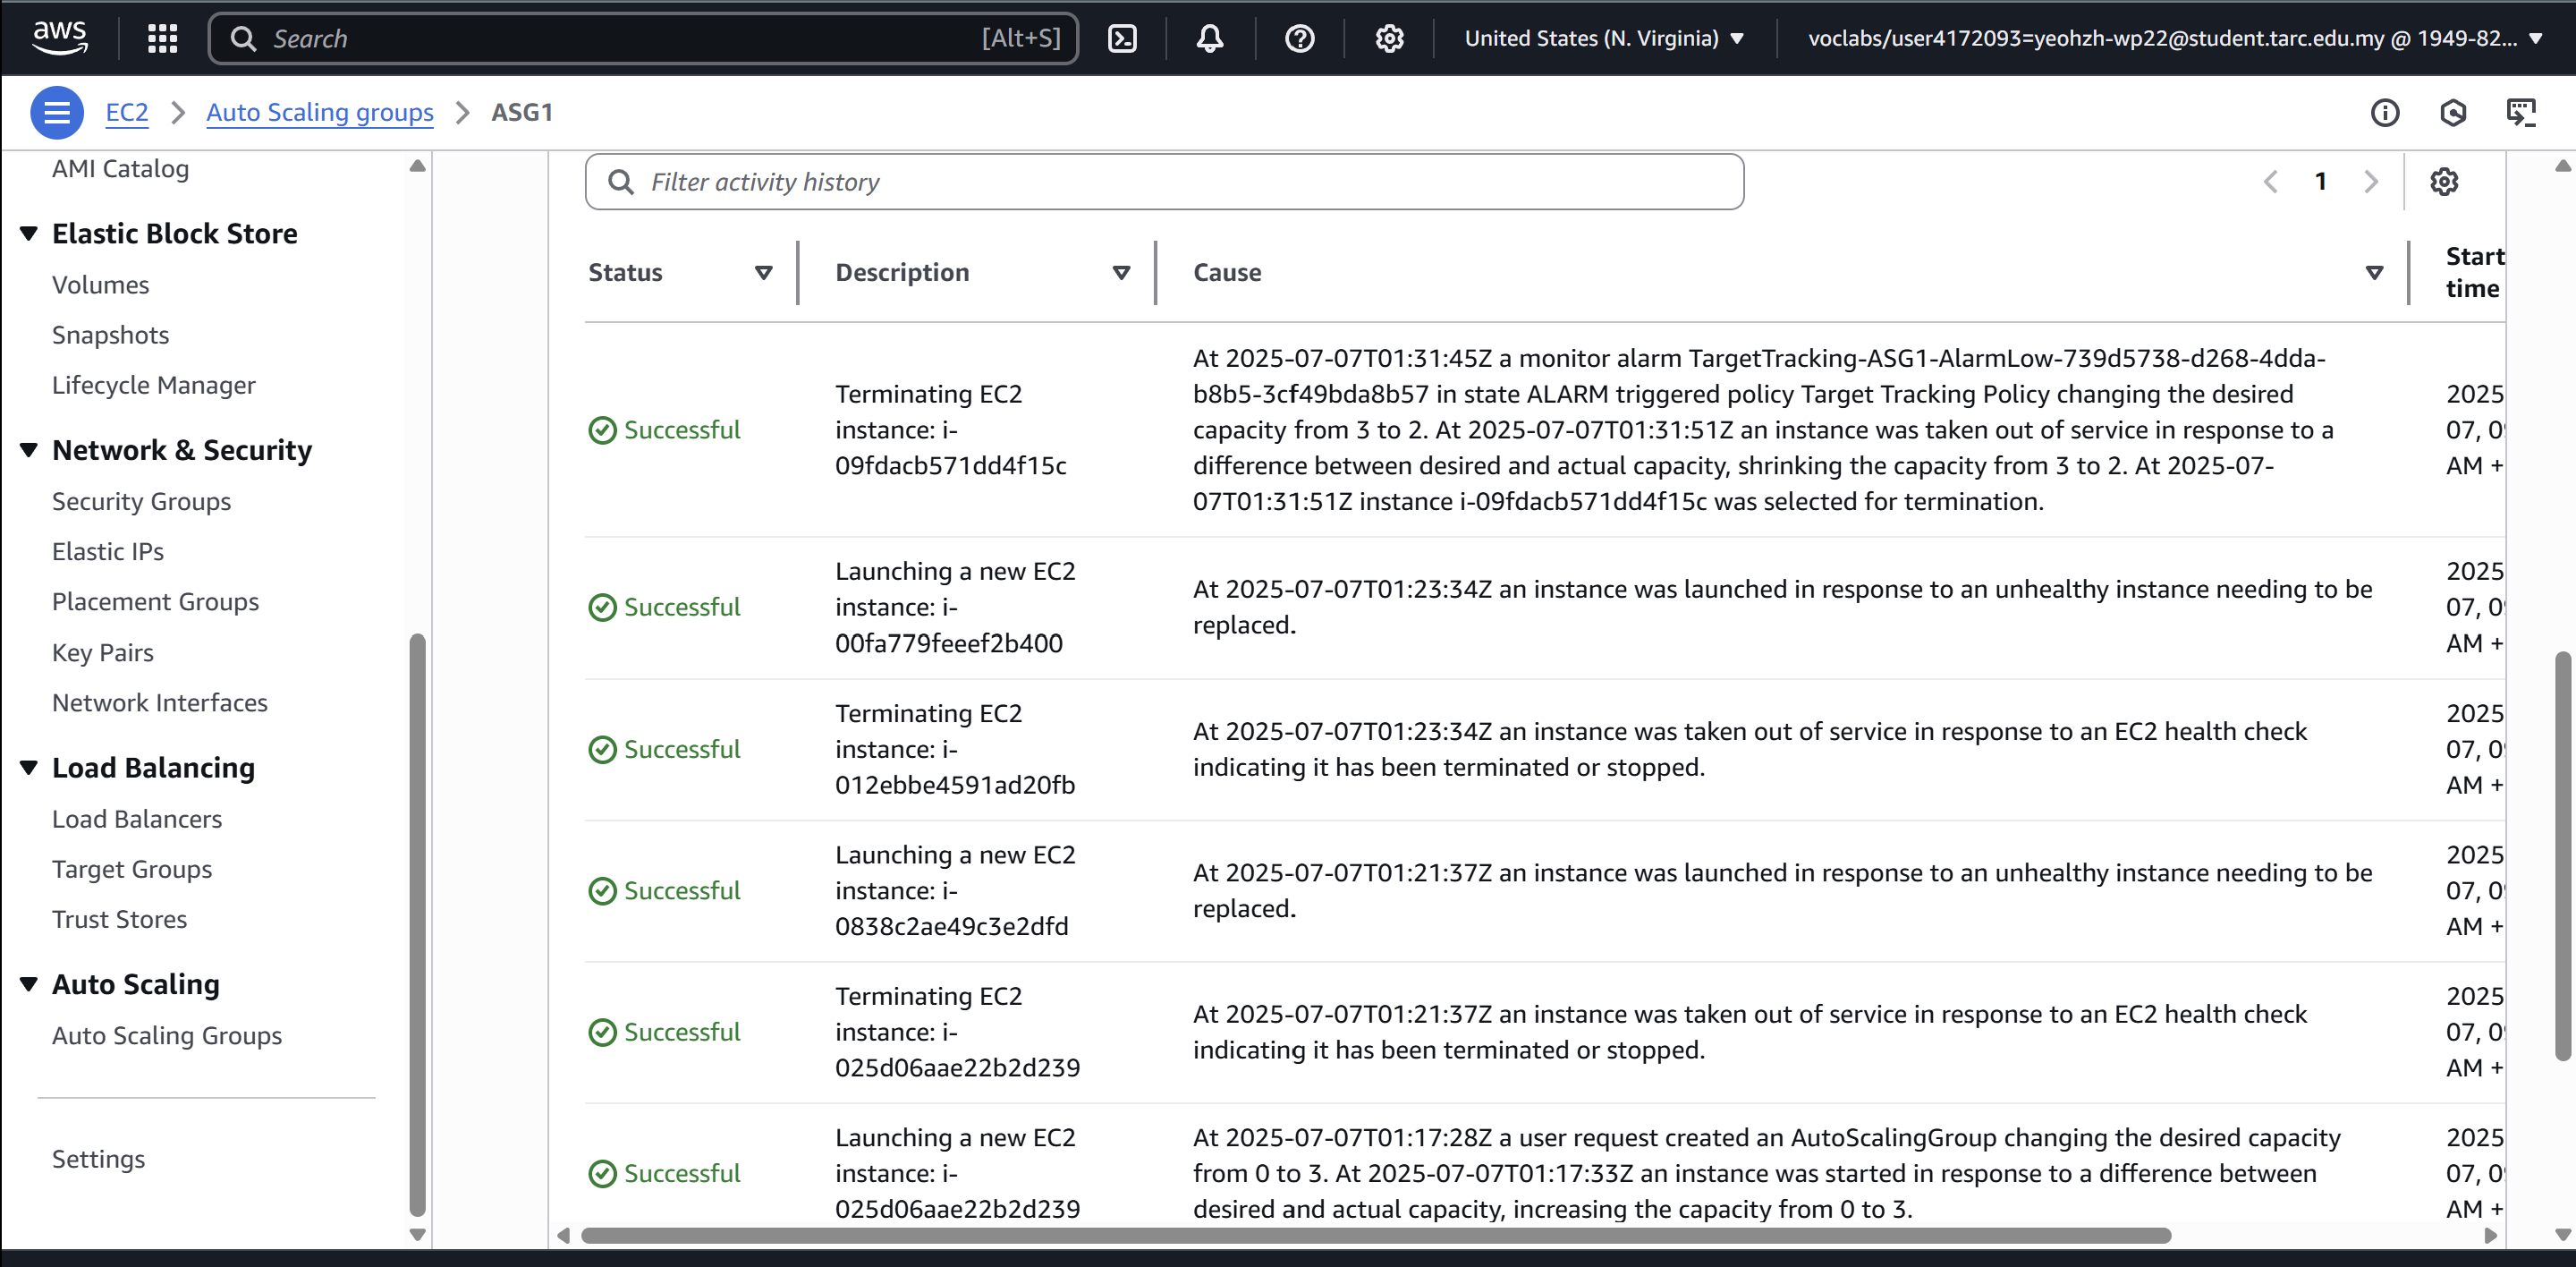 aws
Search [Alt+S]
United States (N. Virginia)
voclabs/user4172093=yeohzh-wp22@student.tarc.edu.my @ 1949-82...
EC2 Auto Scaling groups ASG1
AMI Catalog
Elastic Block Store
Volumes
Snapshots
Lifecycle Manager
Network & Security
Security Groups
Elastic IPs
Placement Groups
Key Pairs
Network Interfaces
Load Balancing
Load Balancers
Target Groups
Trust Stores
Auto Scaling
Auto Scaling Groups
Settings
Filter activity history
1
Status
Description
Cause
Start
time
Successful
Terminating EC2
instance: i-
09fdacb571dd4f15c
At 2025-07-07T01:31:45Z a monitor alarm TargetTracking-ASG1-AlarmLow-739d5738-d268-4dda-
b8b5-3cf49bda8b57 in state ALARM triggered policy Target Tracking Policy changing the desired
capacity from 3 to 2. At 2025-07-07T01:31:51Z an instance was taken out of service in response to a
difference between desired and actual capacity, shrinking the capacity from 3 to 2. At 2025-07-
07T01:31:51Z instance i-09fdacb571dd4f15c was selected for termination.
2025
07, 0
AM +
Successful
Launching a new EC2
instance: i-
00fa779feeef2b400
At 2025-07-07T01:23:34Z an instance was launched in response to an unhealthy instance needing to be
replaced.
2025
07, 0
AM +
Successful
Terminating EC2
instance: i-
012ebbe4591ad20fb
At 2025-07-07T01:23:34Z an instance was taken out of service in response to an EC2 health check
indicating it has been terminated or stopped.
2025
07, 0
AM +
Successful
Launching a new EC2
instance: i-
0838c2ae49c3e2dfd
At 2025-07-07T01:21:37Z an instance was launched in response to an unhealthy instance needing to be
replaced.
2025
07, 0
AM +
Successful
Terminating EC2
instance: i-
025d06aae22b2d239
At 2025-07-07T01:21:37Z an instance was taken out of service in response to an EC2 health check
indicating it has been terminated or stopped.
2025
07, 0
AM +
Successful
Launching a new EC2
instance: i-
025d06aae22b2d239
At 2025-07-07T01:17:28Z a user request created an AutoScalingGroup changing the desired capacity
from 0 to 3. At 2025-07-07T01:17:33Z an instance was started in response to a difference between
desired and actual capacity, increasing the capacity from 0 to 3.
2025
07, 0
AM +